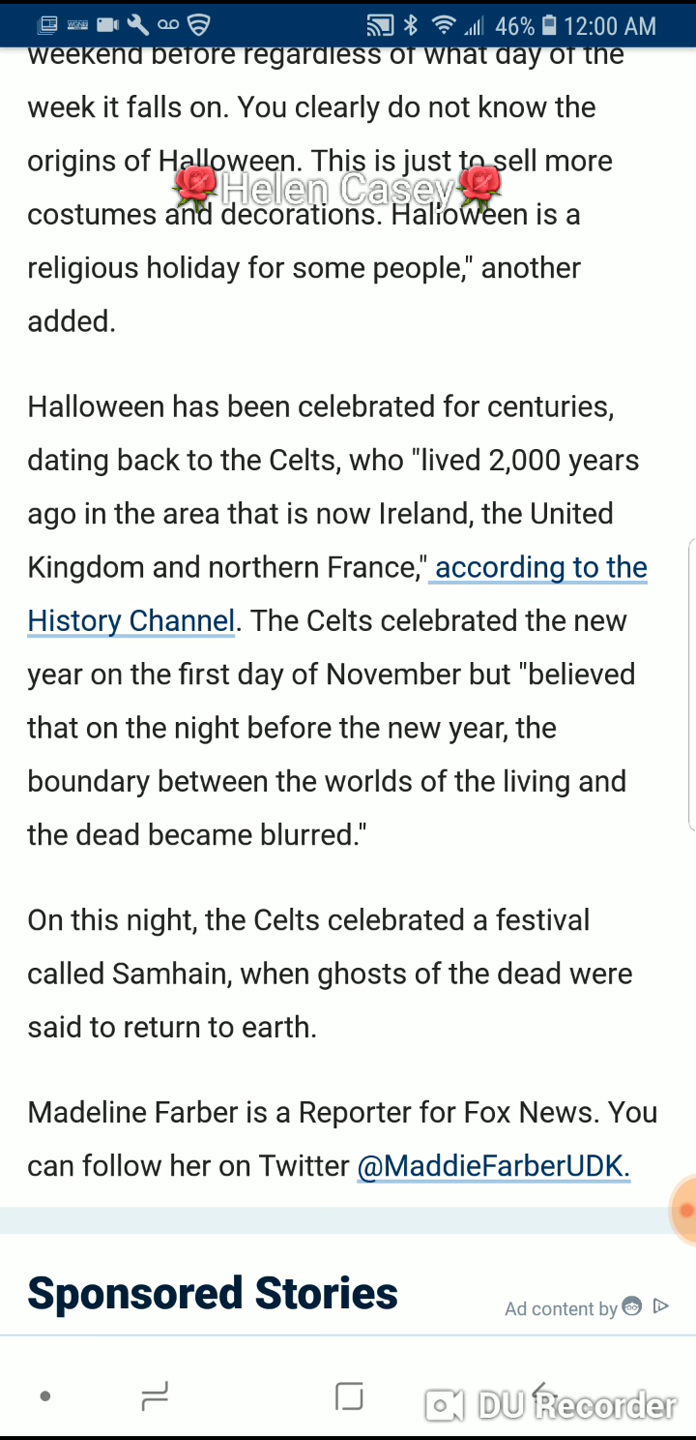 46% 12:00 AM
weekend before regardless of what day of the
week it falls on. You clearly do not know the
origins of Halloween. This is just to sell more
Helen Casey
costumes and decorations. Halloween is a
religious holiday for some people," another
added.
Halloween has been celebrated for centuries,
dating back to the Celts, who "lived 2,000 years
ago in the area that is now Ireland, the United
Kingdom and northern France," according to the
History Channel. The Celts celebrated the new
year on the first day of November but "believed
that on the night before the new year, the
boundary between the worlds of the living and
the dead became blurred."
On this night, the Celts celebrated a festival
called Samhain, when ghosts of the dead were
said to return to earth.
Madeline Farber is a Reporter for Fox News. You
can follow her on Twitter @MaddieFarberUDK.
Sponsored Stories
Ad content by
DU Recorder